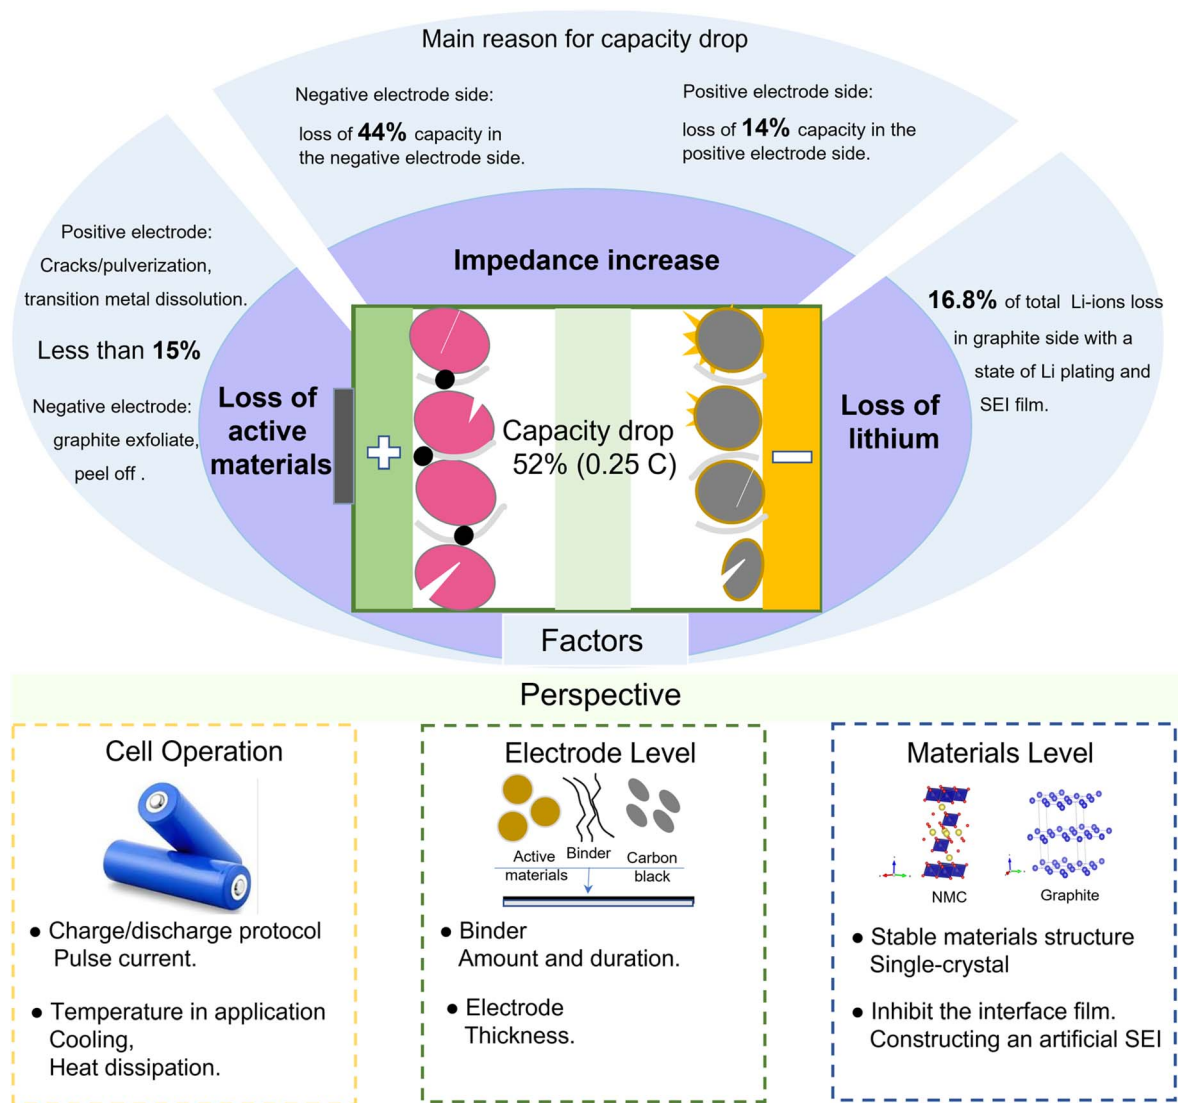 Main reason for capacity drop
Negative electrode side:
loss of 44% capacity in
the negative electrode side.
Positive electrode side:
loss of 14% capacity in the
positive electrode side.
Positive electrode:
Cracks/pulverization,
transition metal dissolution.
Less than 15%
Negative electrode:
graphite exfoliate,
peel off .
Impedance increase
Loss of
active
materials
Capacity drop
52% (0.25 C)
Loss of
lithium
16.8% of total Li-ions loss
in graphite side with a
state of Li plating and
SEI film.
Factors
Perspective
Cell Operation
● Charge/discharge protocol
Pulse current.
● Temperature in application
Cooling,
Heat dissipation.
Electrode Level
Active
materials
Binder
Carbon
black
● Binder
Amount and duration.
● Electrode
Thickness.
Materials Level
NMC
Graphite
● Stable materials structure
Single-crystal
● Inhibit the interface film.
Constructing an artificial SEI